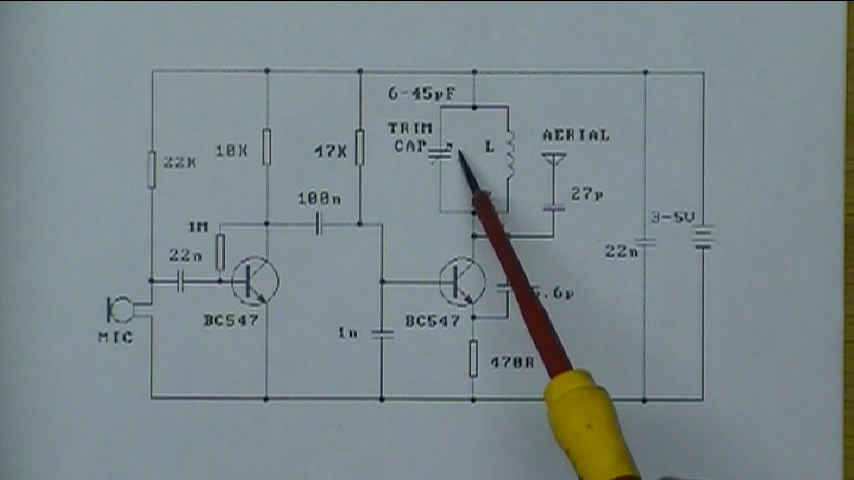 6-45pF
TRIM
CAP
L
AERIAL
22K
10K
47K
100n
27p
1M
22n
3-5V
22n
BC547
BC547
MIC
1n
470R